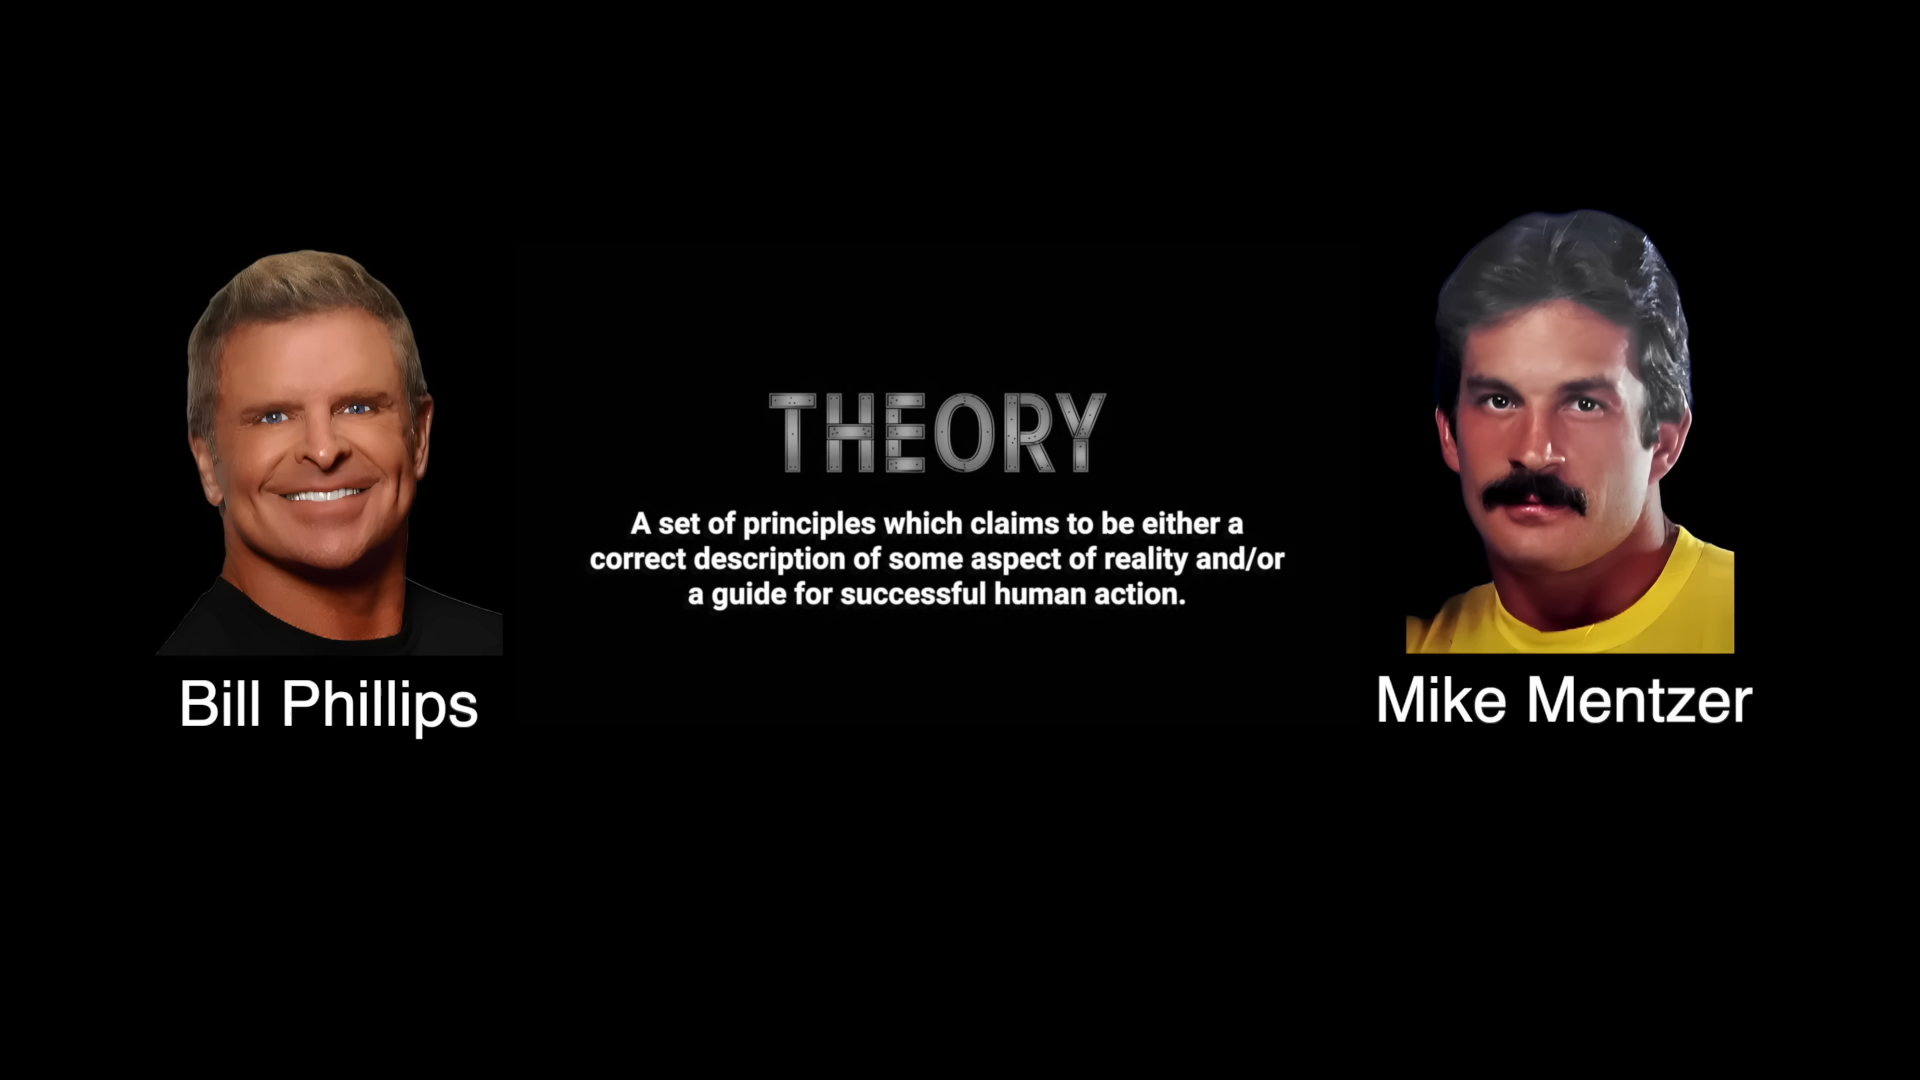 THEORY
A set of principles which claims to be either a
correct description of some aspect of reality and/or
a guide for successful human action.
Bill Phillips
Mike Mentzer